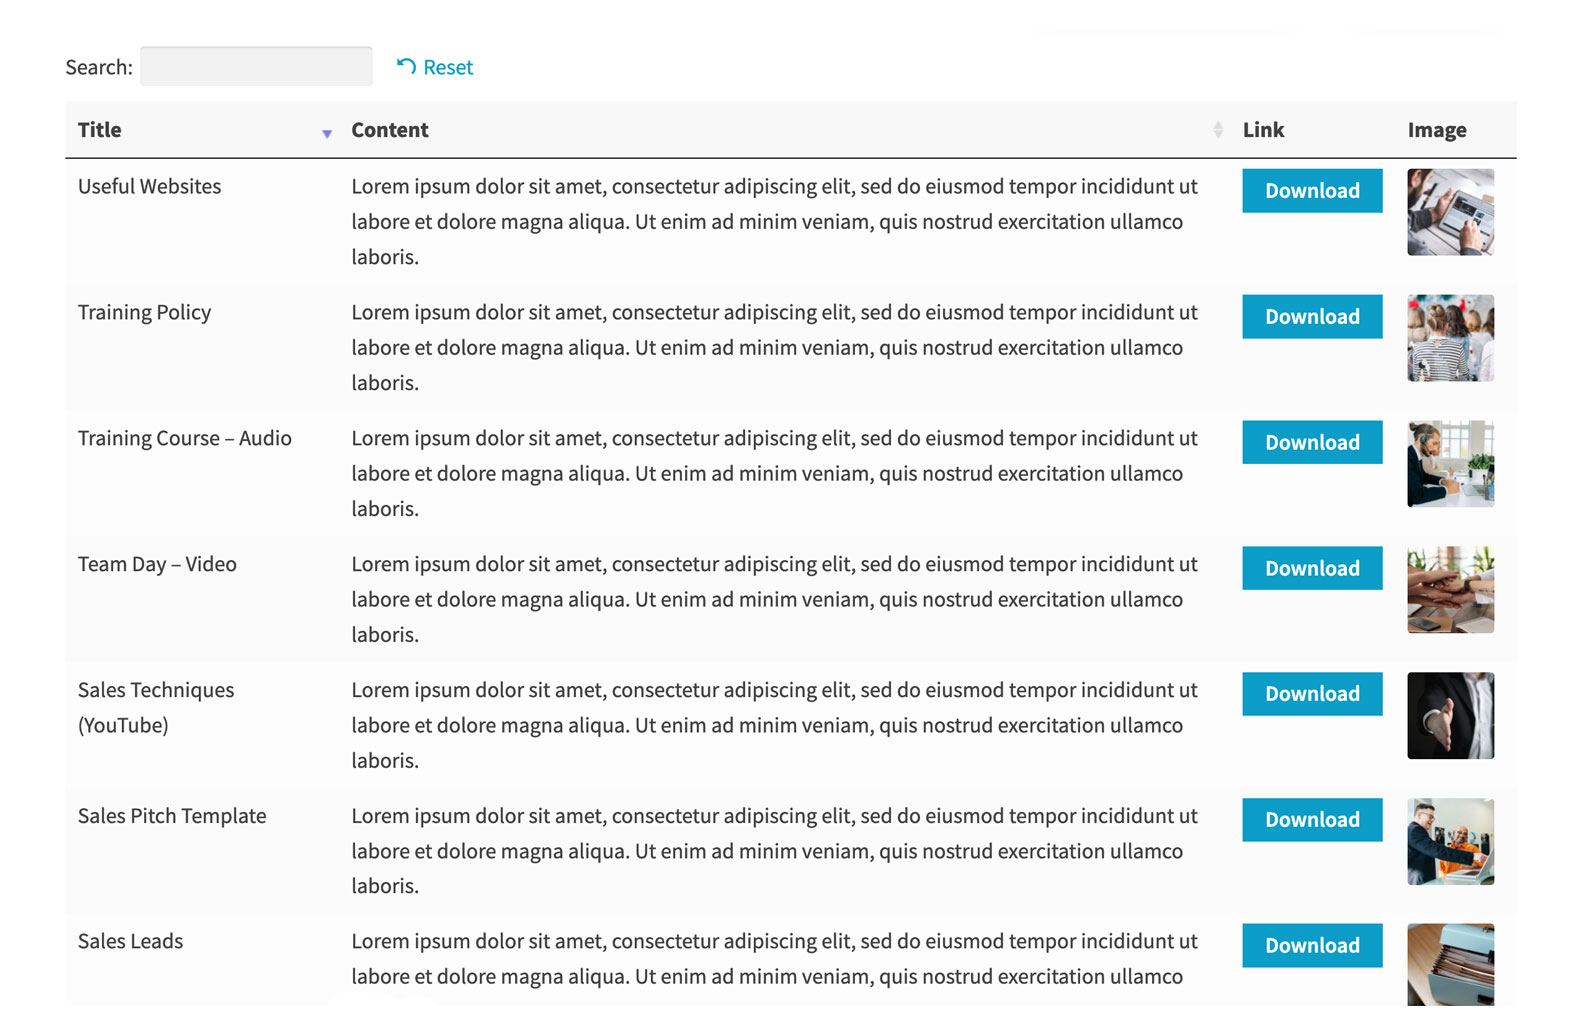 Search: Reset
Title Content Link Image
Useful Websites Lorem ipsum dolor sit amet, consectetur adipiscing elit, sed do eiusmod tempor incididunt ut Download
labore et dolore magna aliqua. Ut enim ad minim veniam, quis nostrud exercitation ullamco
laboris.
Training Policy Lorem ipsum dolor sit amet, consectetur adipiscing elit, sed do eiusmod tempor incididunt ut Download
labore et dolore magna aliqua. Ut enim ad minim veniam, quis nostrud exercitation ullamco
laboris.
Training Course – Audio Lorem ipsum dolor sit amet, consectetur adipiscing elit, sed do eiusmod tempor incididunt ut Download
labore et dolore magna aliqua. Ut enim ad minim veniam, quis nostrud exercitation ullamco
laboris.
Team Day – Video Lorem ipsum dolor sit amet, consectetur adipiscing elit, sed do eiusmod tempor incididunt ut Download
labore et dolore magna aliqua. Ut enim ad minim veniam, quis nostrud exercitation ullamco
laboris.
Sales Techniques Lorem ipsum dolor sit amet, consectetur adipiscing elit, sed do eiusmod tempor incididunt ut Download
(YouTube) labore et dolore magna aliqua. Ut enim ad minim veniam, quis nostrud exercitation ullamco
laboris.
Sales Pitch Template Lorem ipsum dolor sit amet, consectetur adipiscing elit, sed do eiusmod tempor incididunt ut Download
labore et dolore magna aliqua. Ut enim ad minim veniam, quis nostrud exercitation ullamco
laboris.
Sales Leads Lorem ipsum dolor sit amet, consectetur adipiscing elit, sed do eiusmod tempor incididunt ut Download
labore et dolore magna aliqua. Ut enim ad minim veniam, quis nostrud exercitation ullamco